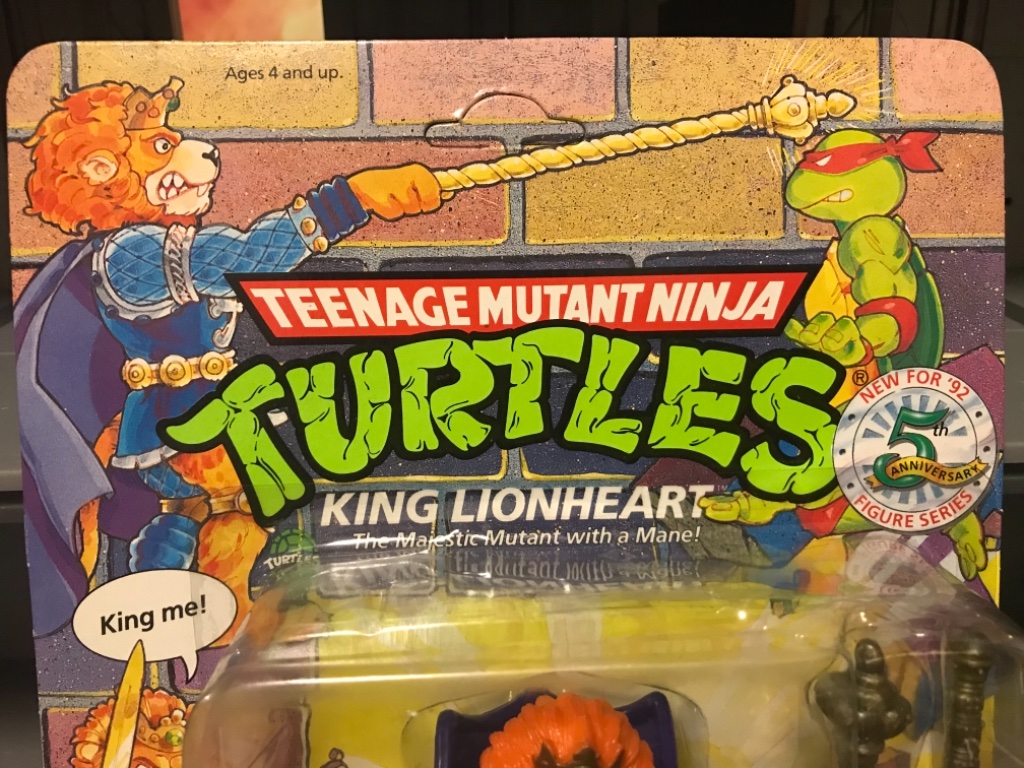 Ages 4 and up.
TEENAGE MUTANT NINJA
TURTLES®
NEW FOR '92
5th
ANNIVERSARY
FIGURE SERIES
KING LIONHEART
The Majestic Mutant with a Mane!
TURTLES
King me!